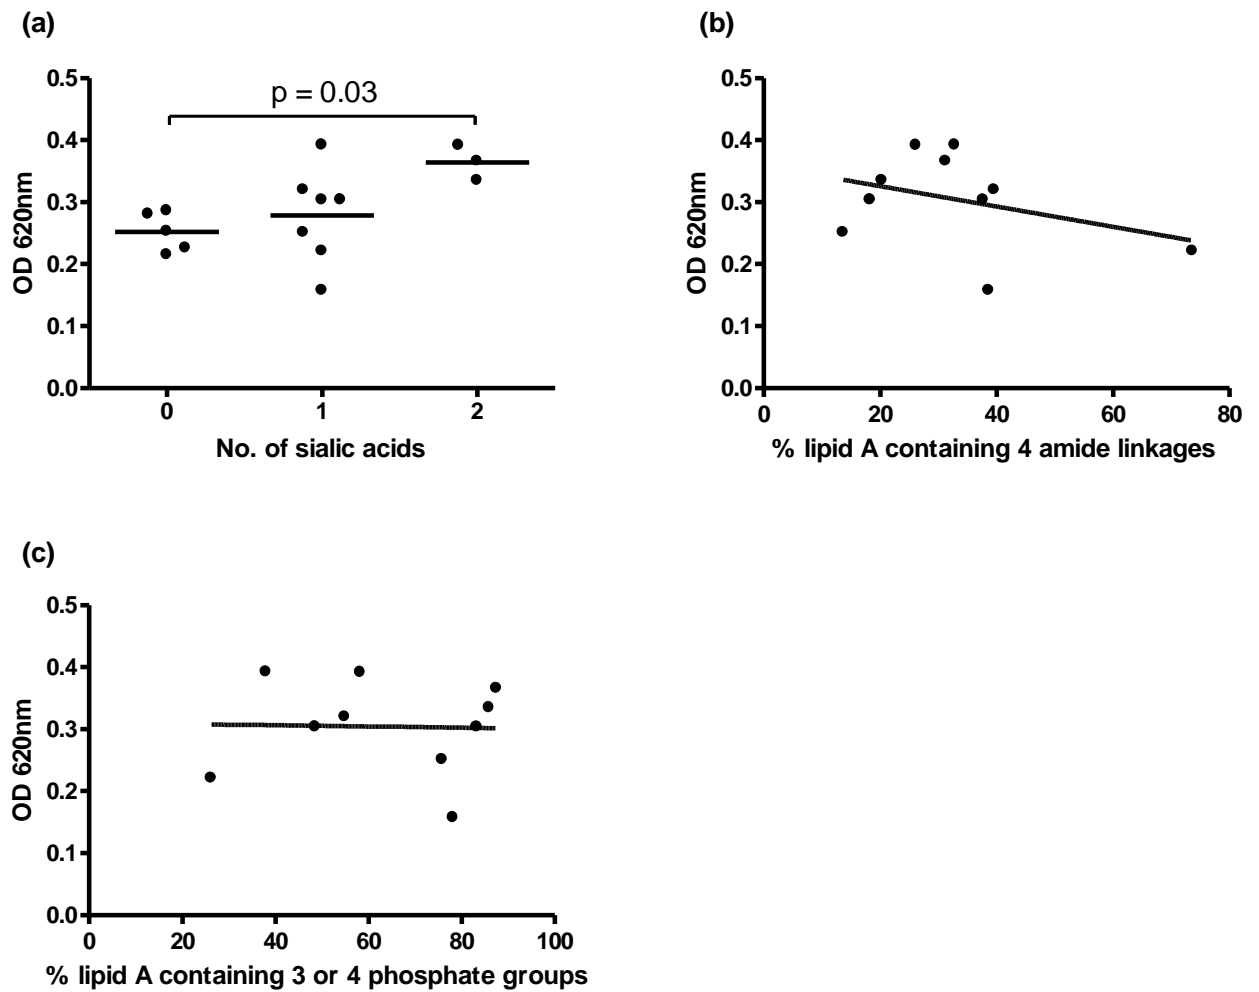 (a)
p = 0.03
0.5
0.4
0.3
0.2
0.1
0.0
OD 620nm
0 1 2
No. of sialic acids
(b)
0.5
0.4
0.3
0.2
0.1
0.0
OD 620nm
0 20 40 60 80
% lipid A containing 4 amide linkages
(c)
0.5
0.4
0.3
0.2
0.1
0.0
OD 620nm
0 20 40 60 80 100
% lipid A containing 3 or 4 phosphate groups